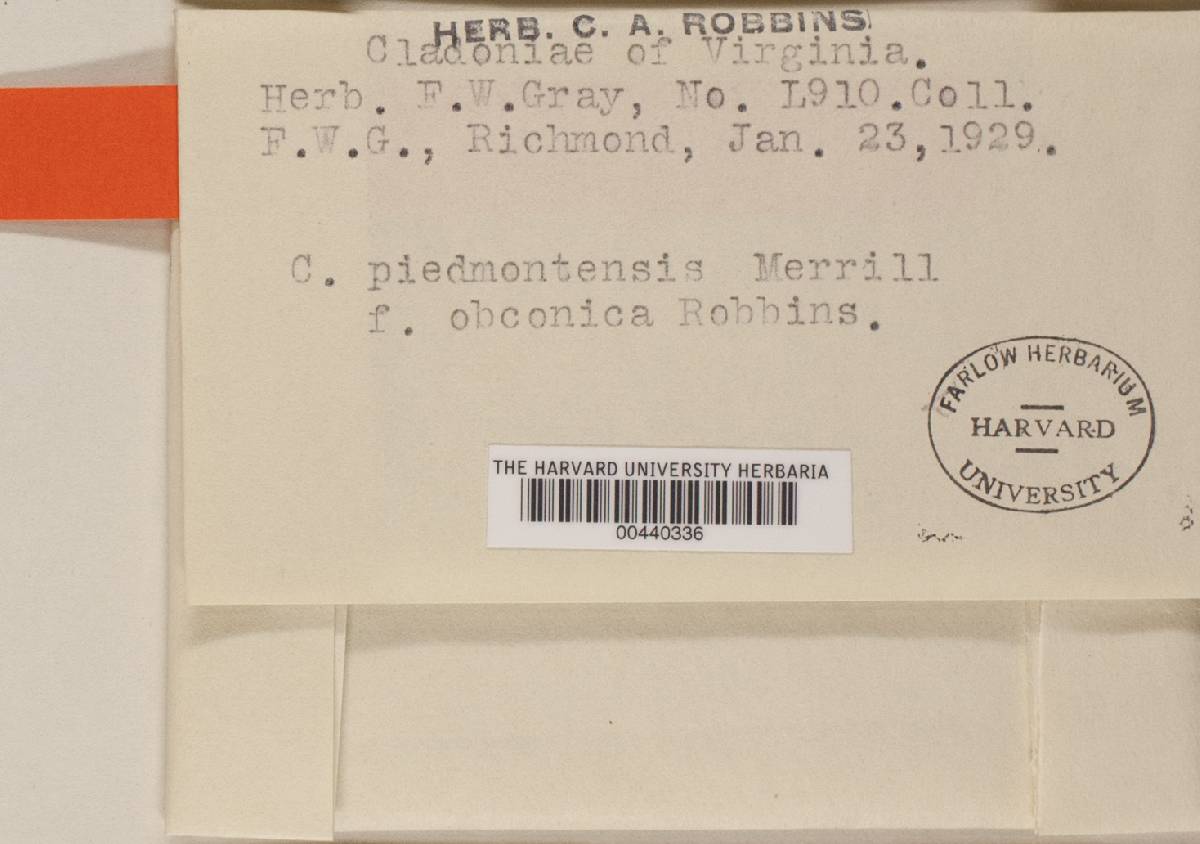 HERB. C. A. ROBBINS
Cladoniae of Virginia.
Herb. F.W.Gray, No. L910.Coll.
F.W.G., Richmond, Jan. 23,1929.
C. piedmontensis Merrill
f. obconica Robbins.
FARLOW HERBARIUM
HARVARD
UNIVERSITY
THE HARVARD UNIVERSITY HERBARIA
00440336